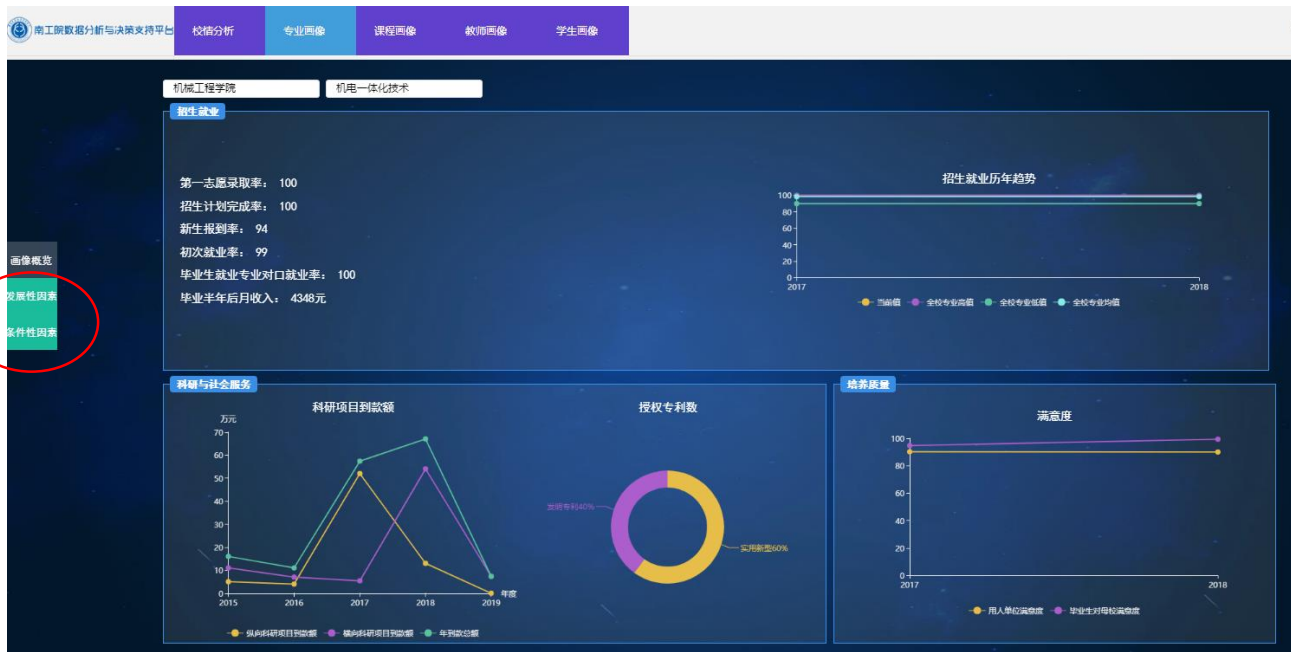 南工院数据分析与决策支持平台
校情分析 专业画像 课程画像 教师画像 学生画像
机械工程学院 机电一体化技术
招生就业
第一志愿录取率： 100
招生计划完成率： 100
新生报到率： 94
初次就业率： 99
毕业生就业专业对口就业率： 100
毕业半年后月收入： 4348元
招生就业历年趋势
100
80
60
40
20
0
2017 2018
当前值 全校专业高值 全校专业低值 全校专业均值
画像概览
发展性因素
条件性因素
科研与社会服务
科研项目到款额
万元
70
60
50
40
30
20
10
0
2015 2016 2017 2018 2019 年度
纵向科研项目到款额 横向科研项目到款额 年到款总额
授权专利数
发明专利40%
实用新型60%
培养质量
满意度
100
80
60
40
20
0
2017 2018
用人单位满意度 毕业生对母校满意度